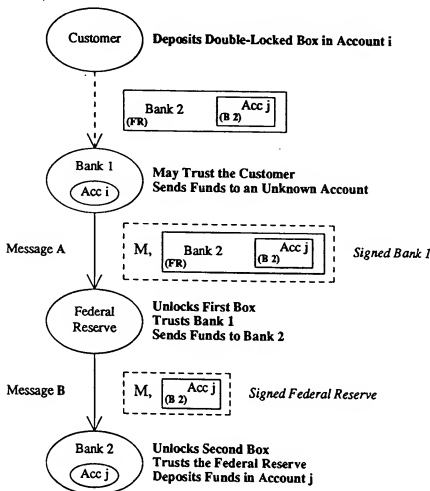 Customer
Deposits Double-Locked Box in Account i
Bank 2
Acc j
(FR)
(B 2)
Bank 1
Acc i
May Trust the Customer
Sends Funds to an Unknown Account
Message A
M,
Bank 2
Acc j
(FR)
(B 2)
Signed Bank 1
Federal
Reserve
Unlocks First Box
Trusts Bank 1
Sends Funds to Bank 2
Message B
M,
Acc j
(B 2)
Signed Federal Reserve
Bank 2
Acc j
Unlocks Second Box
Trusts the Federal Reserve
Deposits Funds in Account j